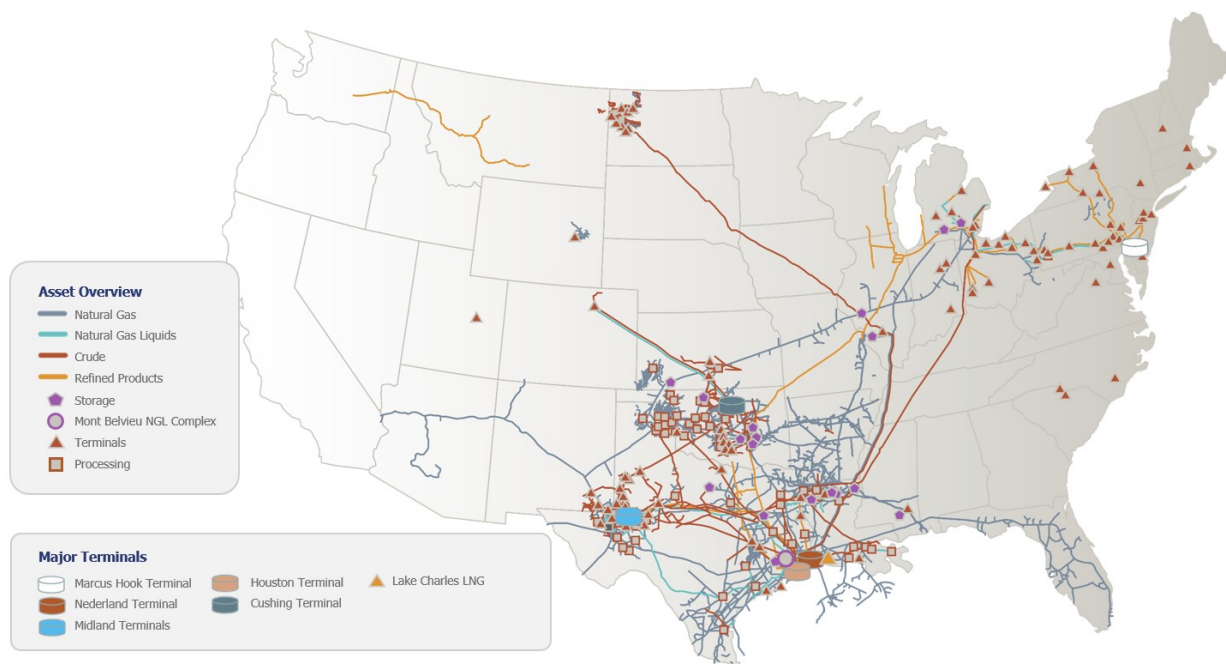 Asset Overview
Natural Gas
Natural Gas Liquids
Crude
Refined Products
Storage
Mont Belvieu NGL Complex
Terminals
Processing
Major Terminals
Marcus Hook Terminal
Houston Terminal
Lake Charles LNG
Nederland Terminal
Cushing Terminal
Midland Terminals